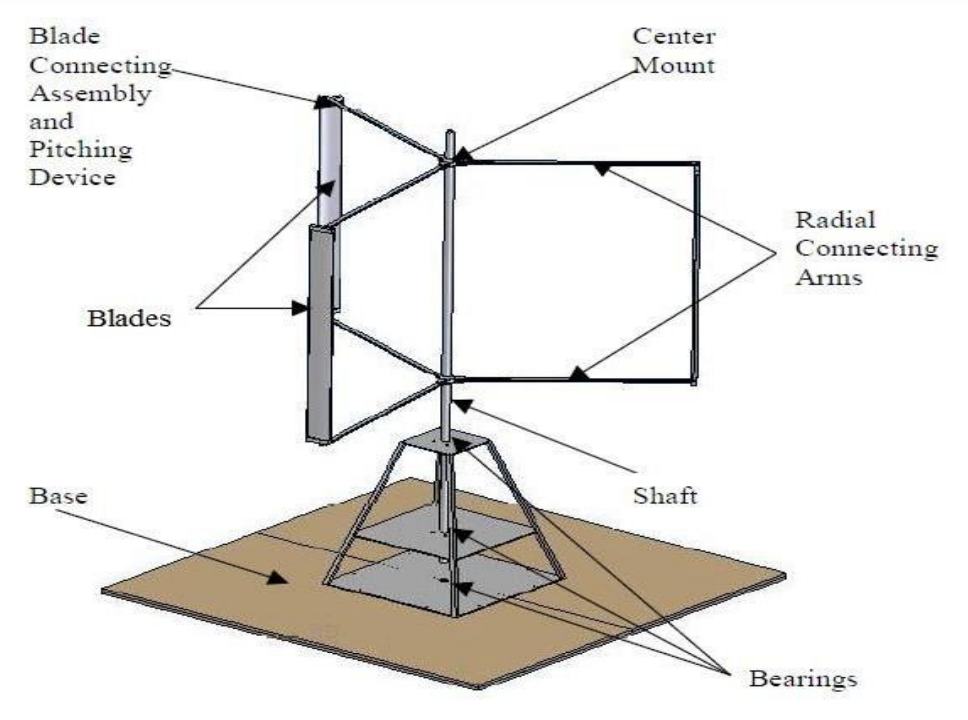 Blade
Connecting
Assembly
and
Pitching
Device
Center
Mount
Radial
Connecting
Arms
Blades
Base
Shaft
Bearings